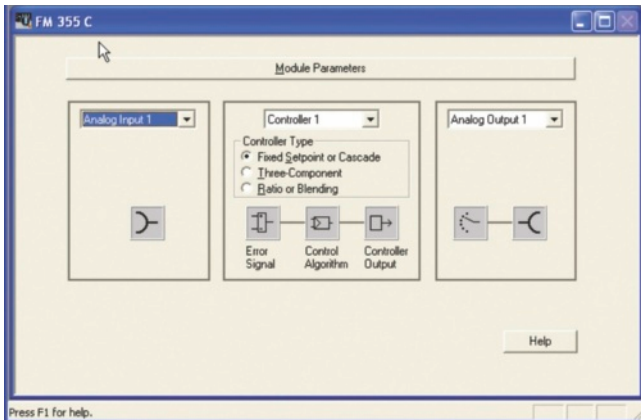 FM 355 C
Module Parameters
Analog Input 1
Controller 1
Analog Output 1
Controller Type
Fixed Setpoint or Cascade
Three-Component
Ratio or Blending
Error
Signal
Control
Algorithm
Controller
Output
Help
Press F1 for help.